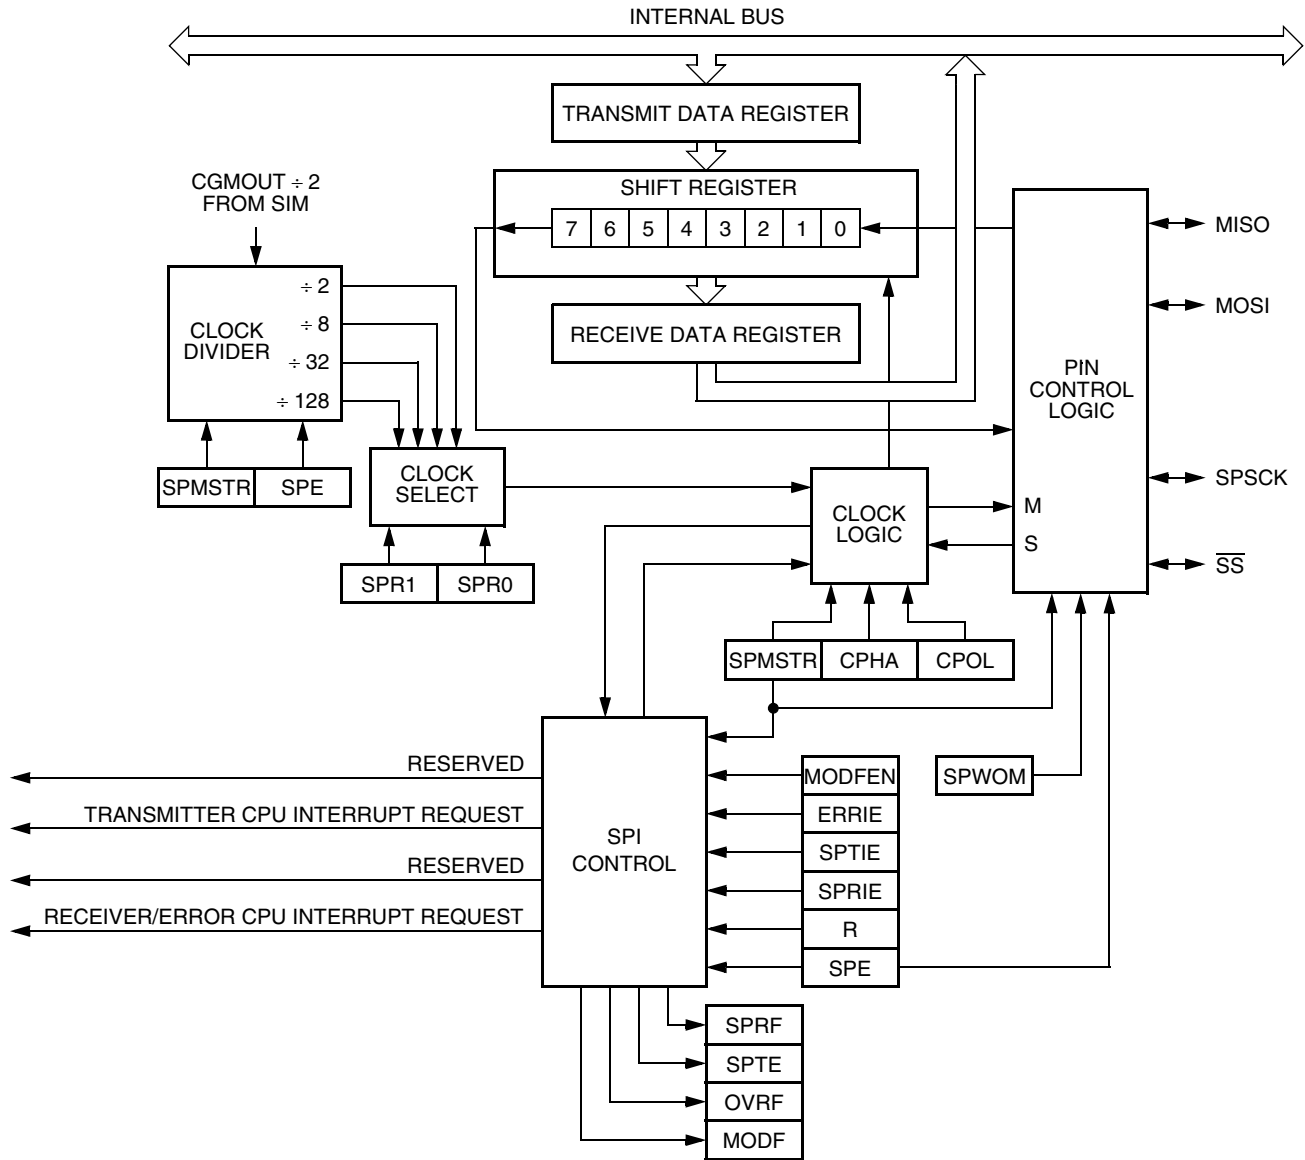 INTERNAL BUS
TRANSMIT DATA REGISTER
CGMOUT ÷ 2
FROM SIM
SHIFT REGISTER
7 6 5 4 3 2 1 0
MISO
÷ 2
CLOCK
DIVIDER
÷ 8
÷ 32
÷ 128
RECEIVE DATA REGISTER
MOSI
PIN
CONTROL
LOGIC
SPMSTR SPE
CLOCK
SELECT
SPSCK
CLOCK
LOGIC
M
S
SPR1 SPR0
SS
SPMSTR CPHA CPOL
RESERVED
TRANSMITTER CPU INTERRUPT REQUEST
RESERVED
RECEIVER/ERROR CPU INTERRUPT REQUEST
SPI
CONTROL
MODFEN
ERRIE
SPTIE
SPRIE
R
SPE
SPWOM
SPRF
SPTE
OVRF
MODF